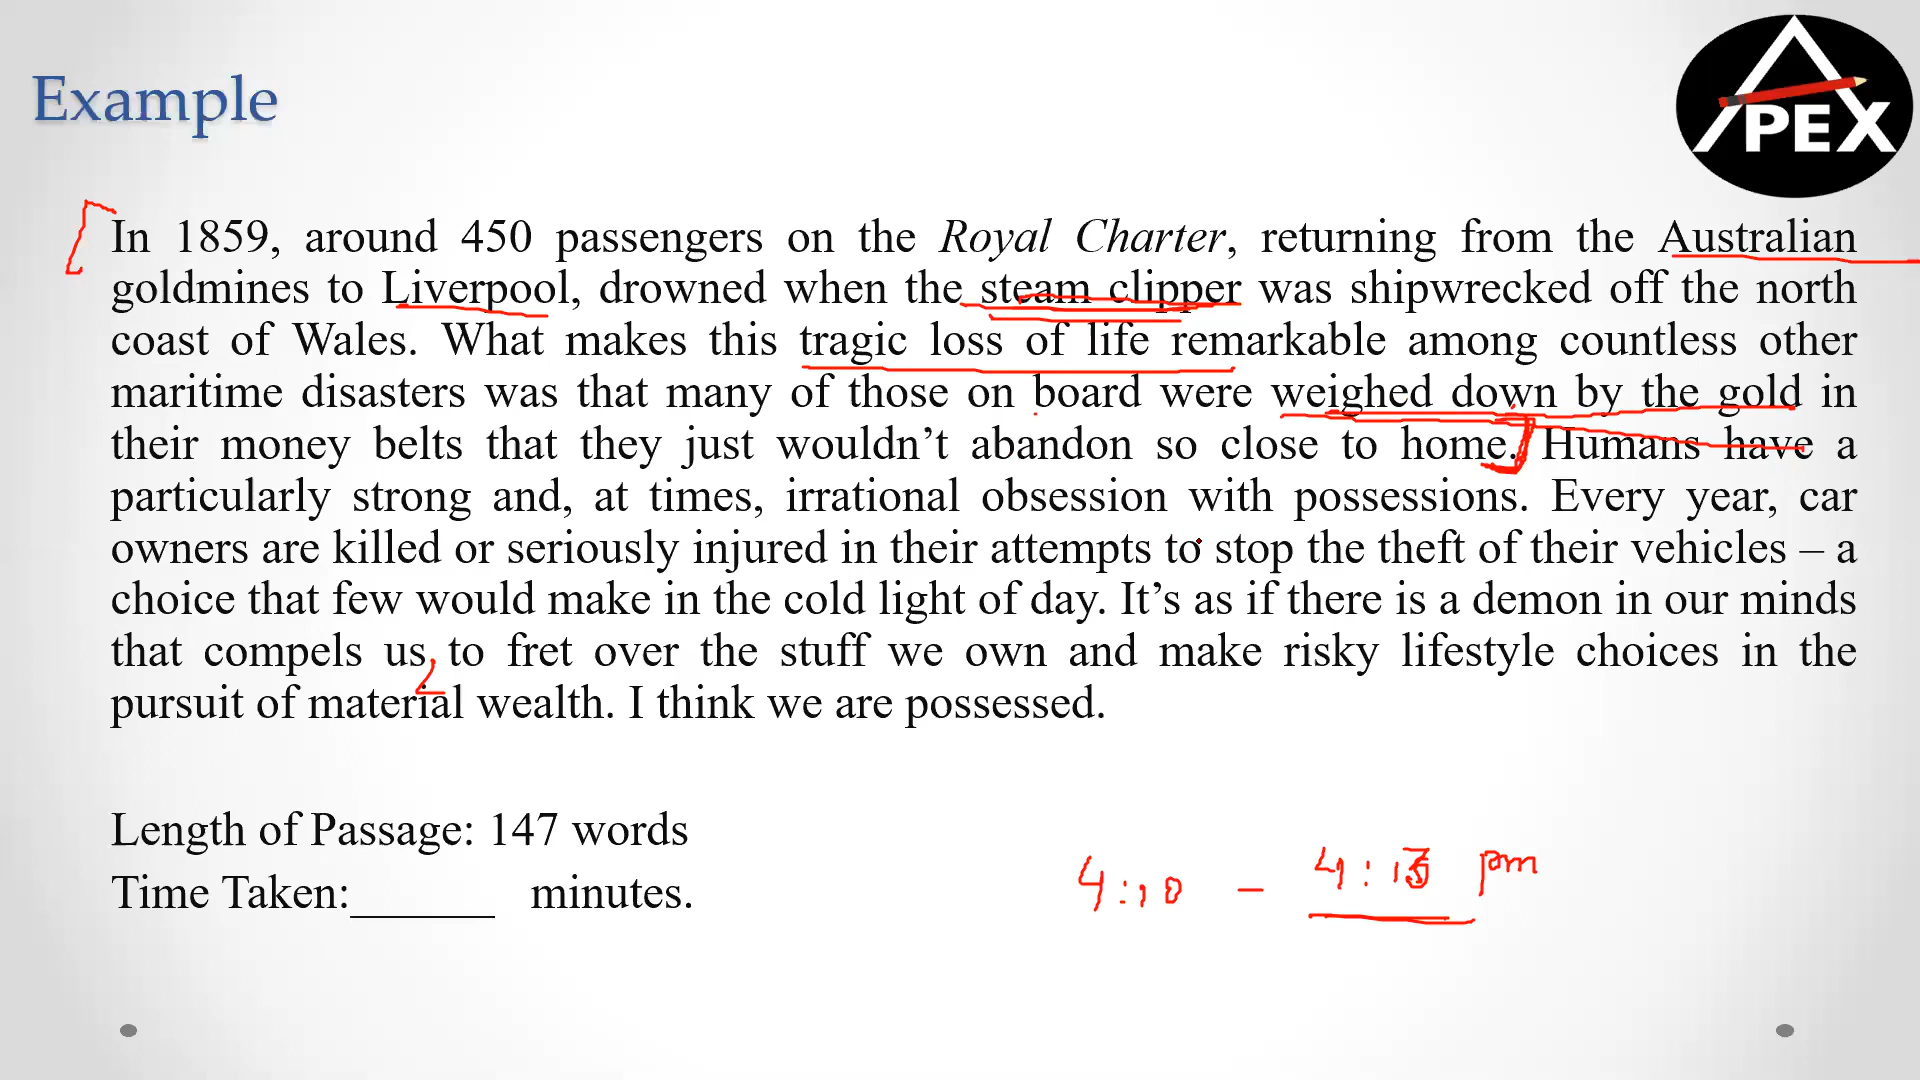 Example
APEX
In 1859, around 450 passengers on the Royal Charter, returning from the Australian
goldmines to Liverpool, drowned when the steam clipper was shipwrecked off the north
coast of Wales. What makes this tragic loss of life remarkable among countless other
maritime disasters was that many of those on board were weighed down by the gold in
their money belts that they just wouldn’t abandon so close to home. Humans have a
particularly strong and, at times, irrational obsession with possessions. Every year, car
owners are killed or seriously injured in their attempts to stop the theft of their vehicles – a
choice that few would make in the cold light of day. It’s as if there is a demon in our minds
that compels us to fret over the stuff we own and make risky lifestyle choices in the
pursuit of material wealth. I think we are possessed.
Length of Passage: 147 words
Time Taken:______ minutes.
4:10 - pm